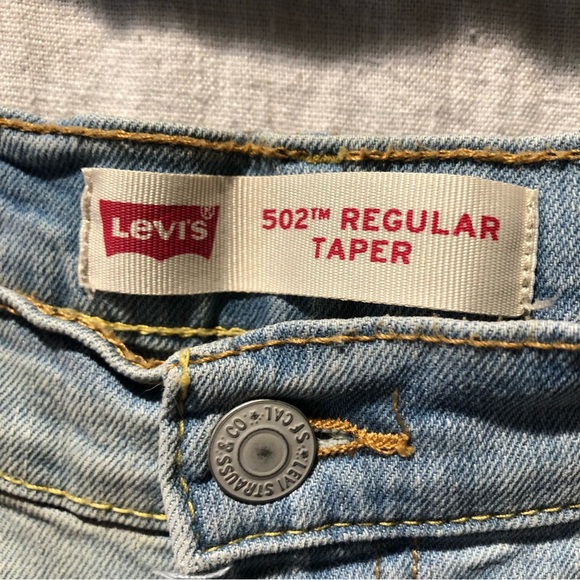 Levi's®
502™ REGULAR
TAPER
LEVI STRAUSS & CO
S F CAL